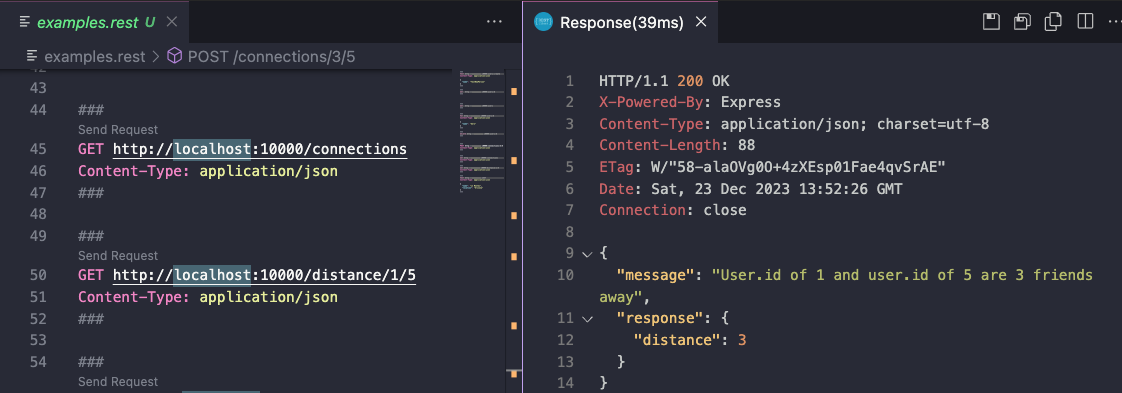 examples.rest U
examples.rest > POST /connections/3/5
43
44 ###
Send Request
45 GET http://localhost:10000/connections
46 Content-Type: application/json
47 ###
48
49 ###
Send Request
50 GET http://localhost:10000/distance/1/5
51 Content-Type: application/json
52 ###
53
54 ###
Send Request
Response(39ms)
1 HTTP/1.1 200 OK
2 X-Powered-By: Express
3 Content-Type: application/json; charset=utf-8
4 Content-Length: 88
5 ETag: W/"58-alaOVg0O+4zXEsp01Fae4qvSrAE"
6 Date: Sat, 23 Dec 2023 13:52:26 GMT
7 Connection: close
8
9 {
10 "message": "User.id of 1 and user.id of 5 are 3 friends
away",
11 "response": {
12 "distance": 3
13 }
14 }